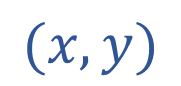 (x, y)